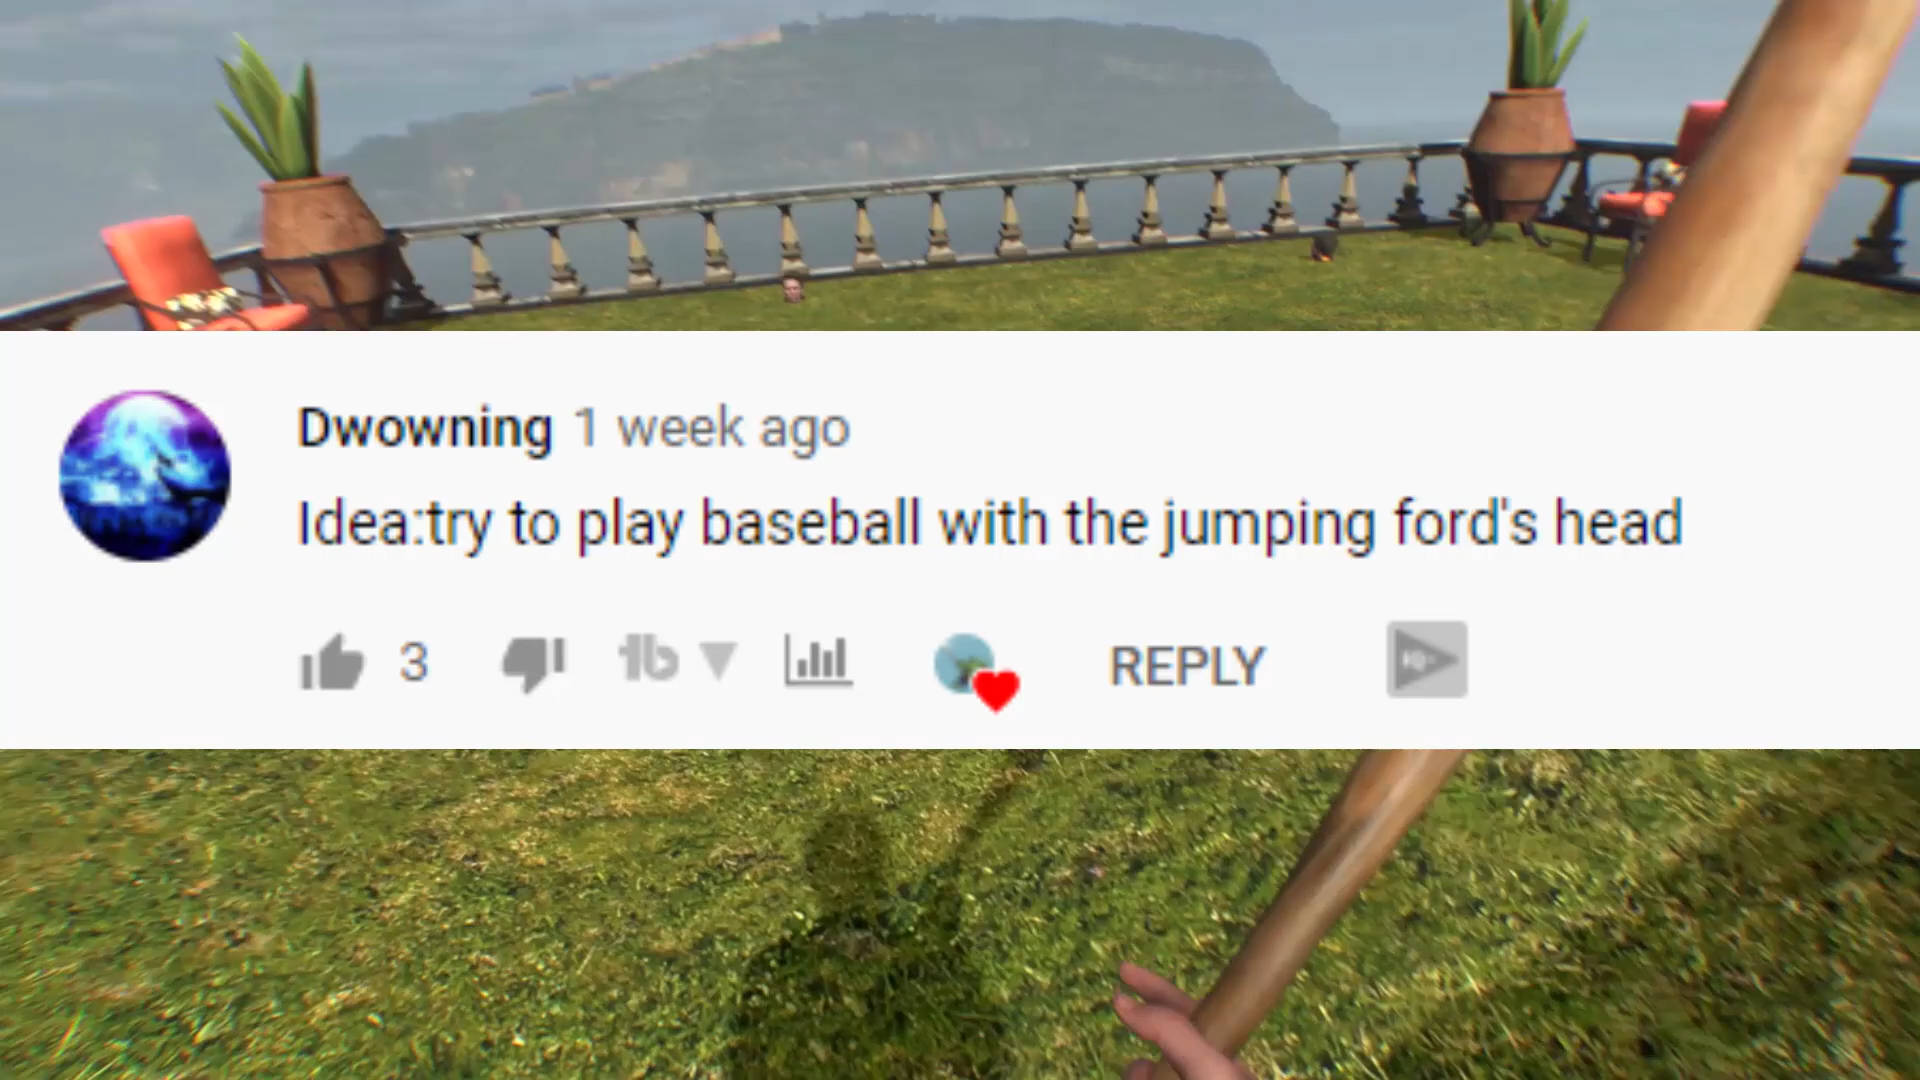 Dwowning 1 week ago
Idea:try to play baseball with the jumping ford's head
3
REPLY